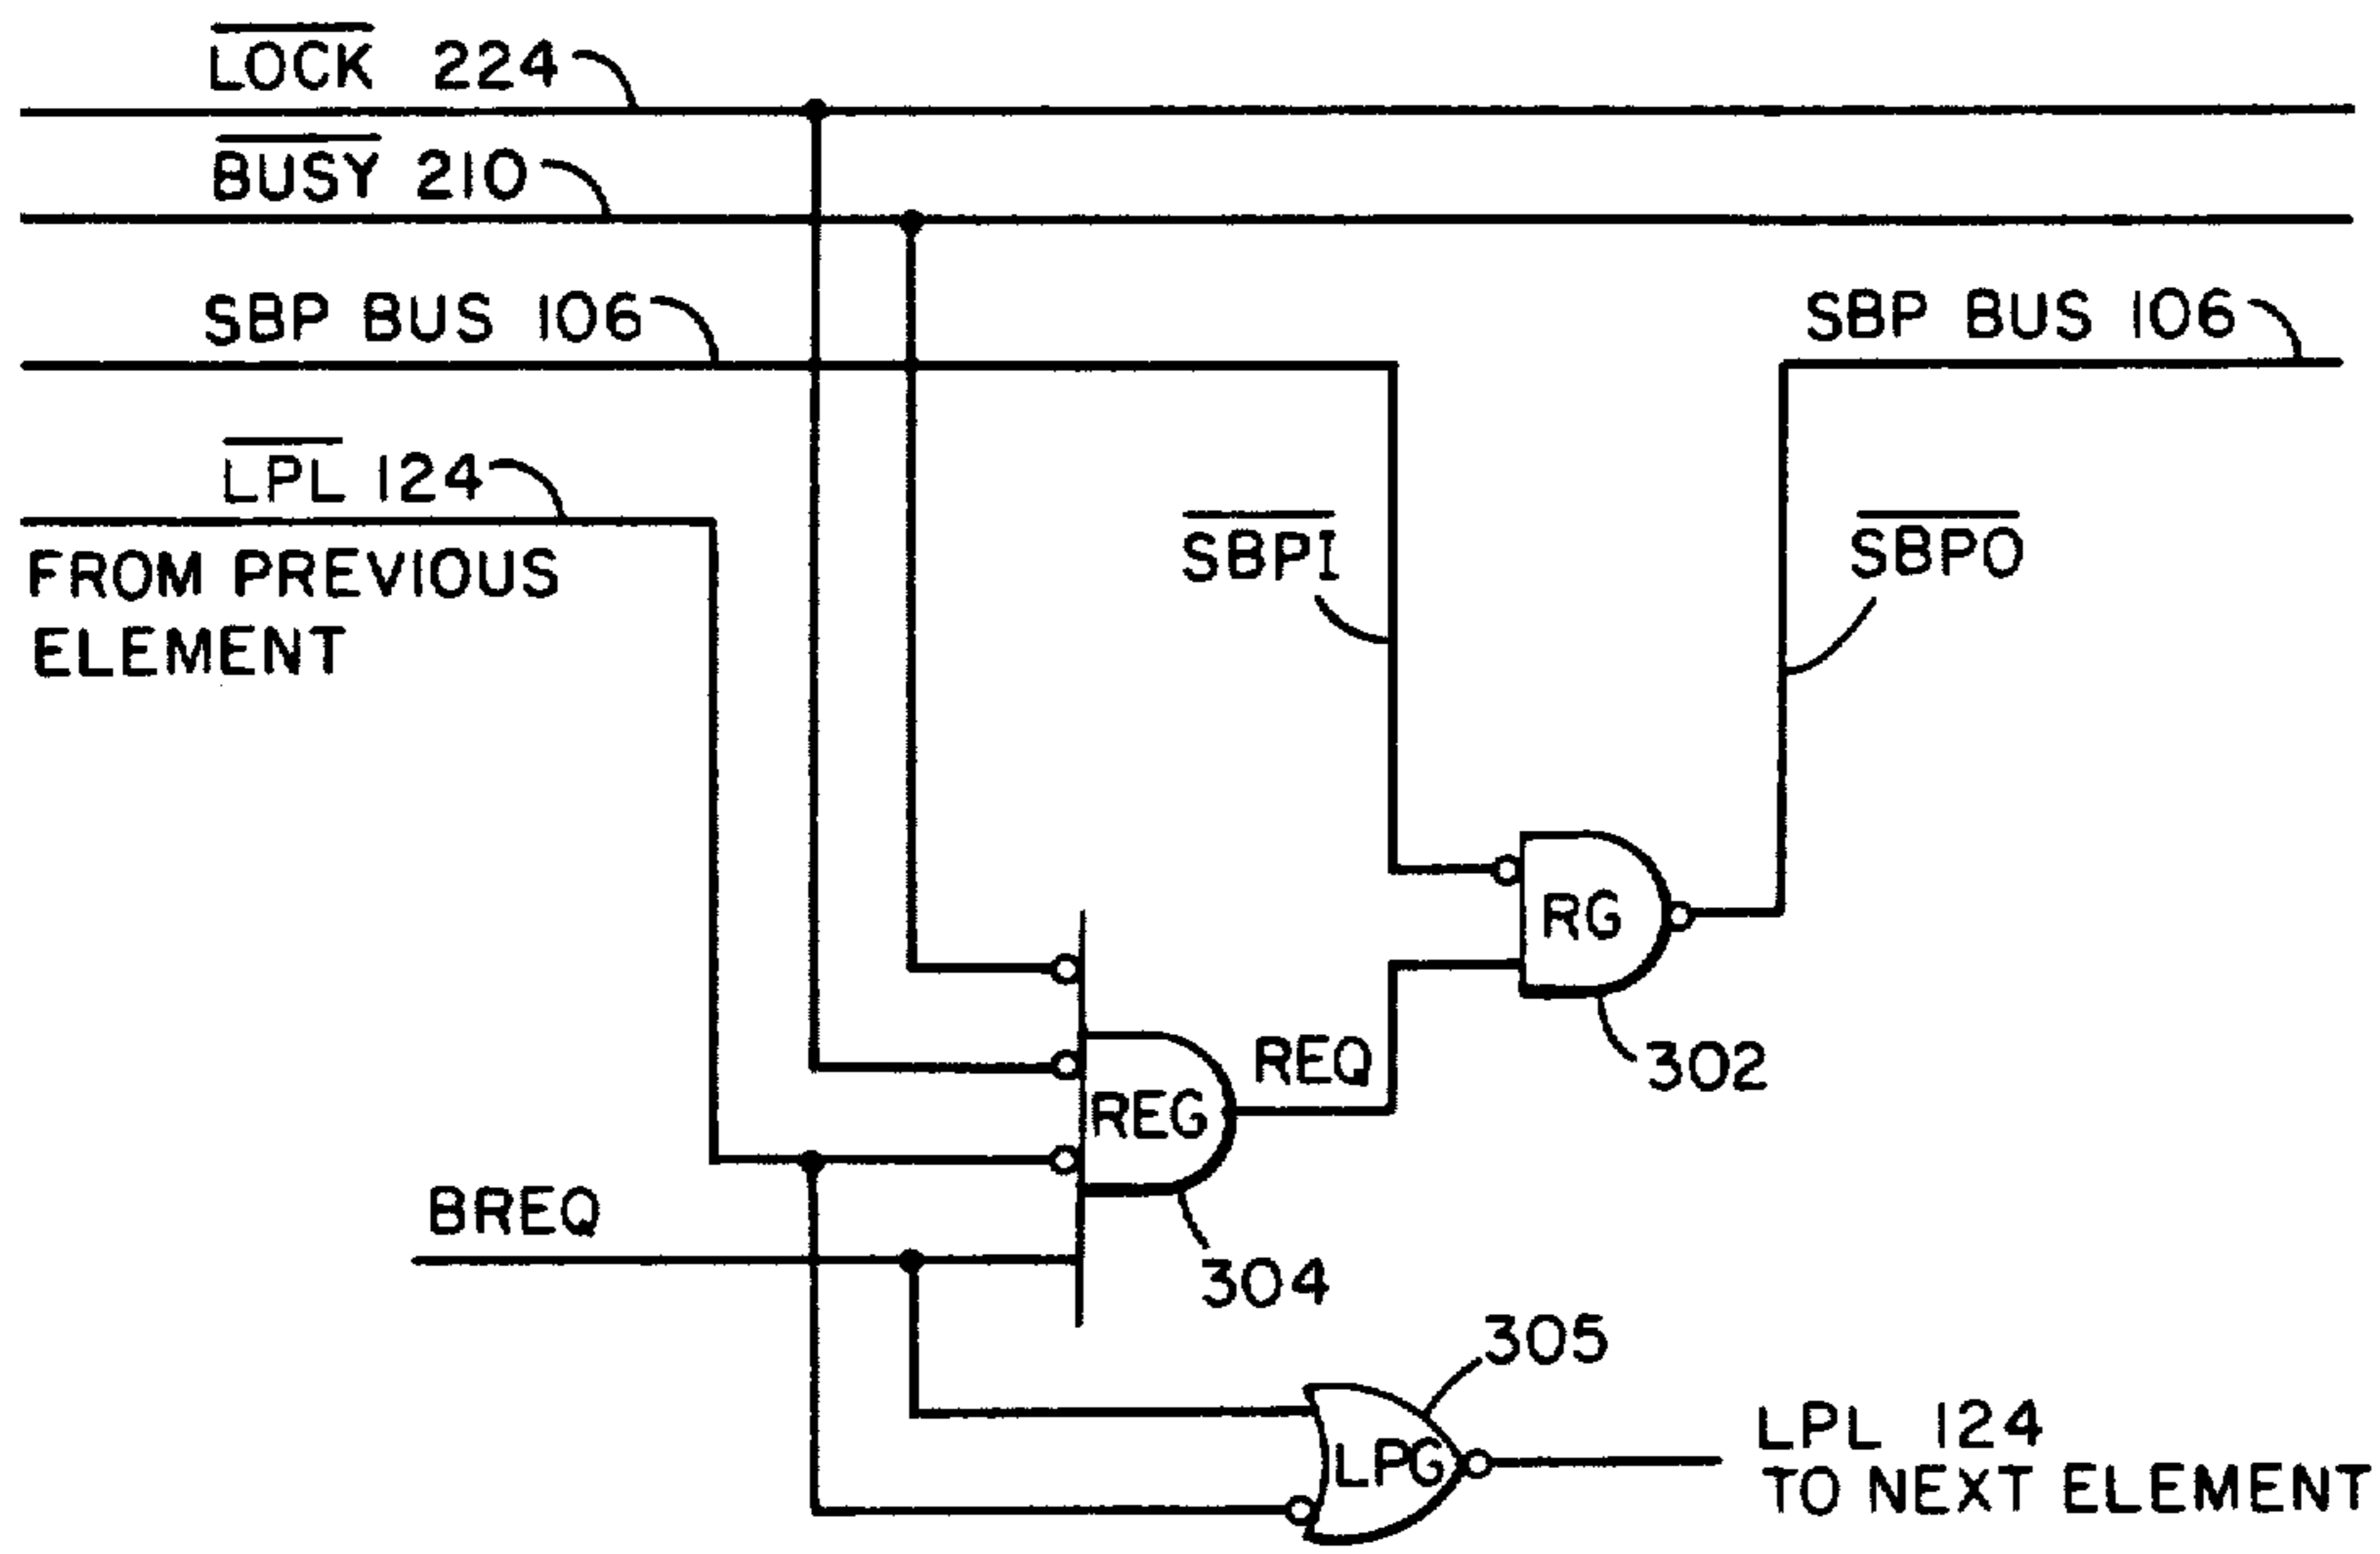 LOCK 224
BUSY 210
SBP BUS 106
SBP BUS 106
LPL 124
FROM PREVIOUS
ELEMENT
SBPI
SBPO
RG
302
REQ
REG
BREQ
304
305
LPG
LPL 124
TO NEXT ELEMENT